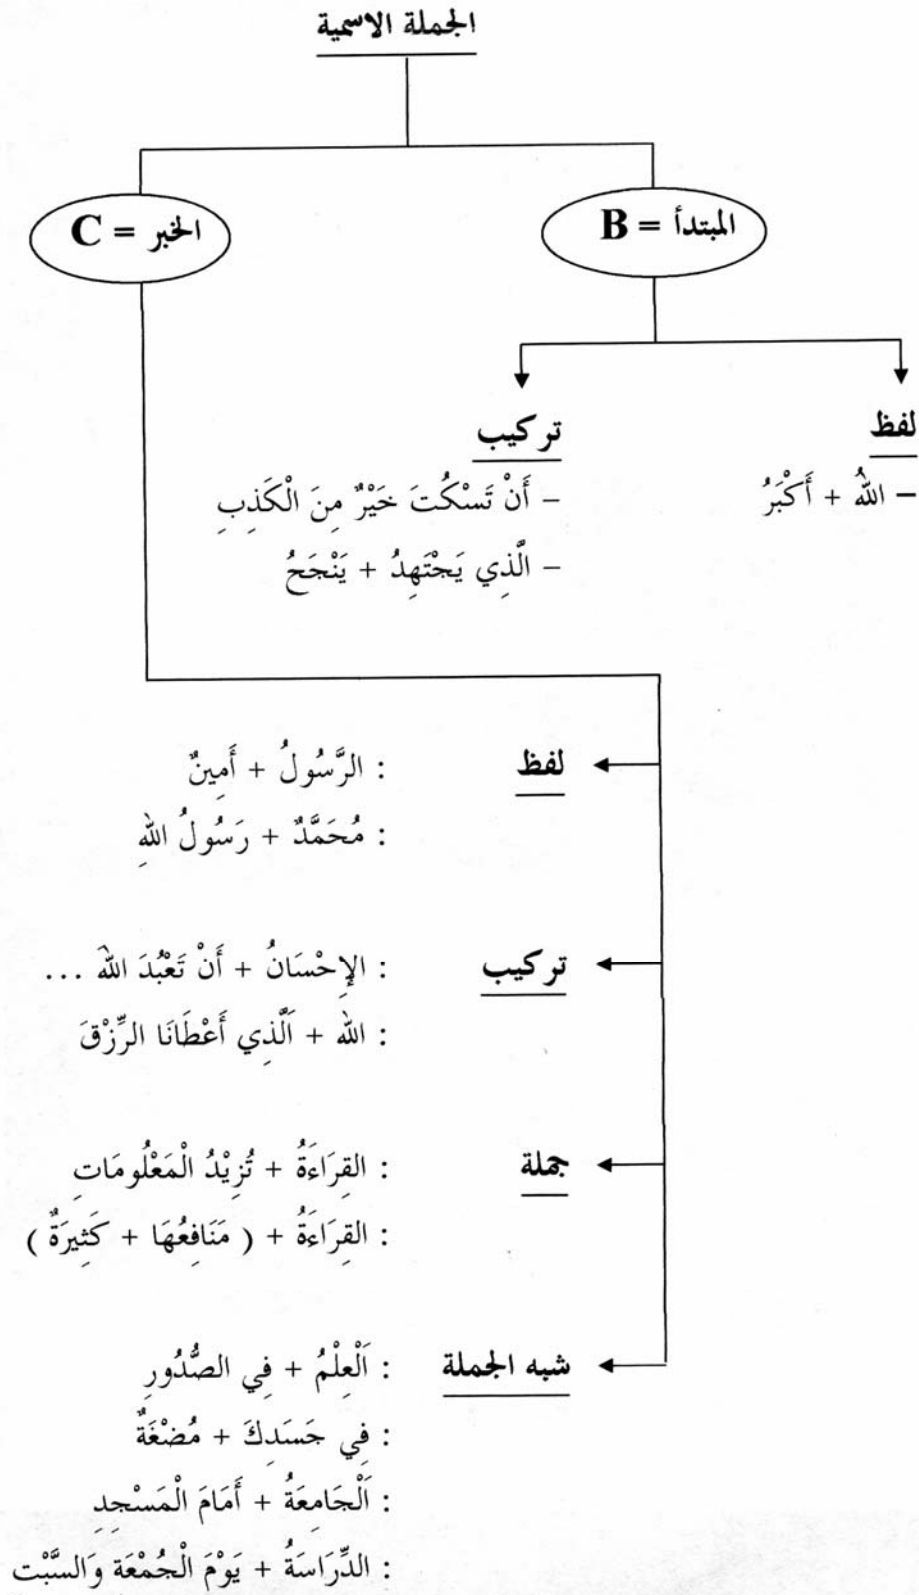 الجملة الاسمية
المبتدأ = B
الخبر = C
لفظ
– اللهُ + أَكْبَرُ
تركيب
– أَنْ تَسْكُتَ خَيْرٌ مِنَ الْكَذِبِ
– الَّذِي يَجْتَهِدُ + يَنْجَحُ
لفظ : الرَّسُولُ + أَمِينٌ
: مُحَمَّدٌ + رَسُولُ اللهِ
تركيب : الإِحْسَانُ + أَنْ تَعْبُدَ اللهَ ...
: الله + اَلَّذِي أَعْطَانَا الرِّزْقَ
جملة : القِرَاءَةُ + تُزِيْدُ الْمَعْلُومَاتِ
: القِرَاءَةُ + ( مَنَافِعُهَا + كَثِيرَةٌ )
شبه الجملة : اَلْعِلْمُ + فِي الصُّدُورِ
: فِي جَسَدِكَ + مُضْغَةٌ
: اَلْجَامِعَةُ + أَمَامَ الْمَسْجِدِ
: الدِّرَاسَةُ + يَوْمَ الْجُمْعَة وَالسَّبْت